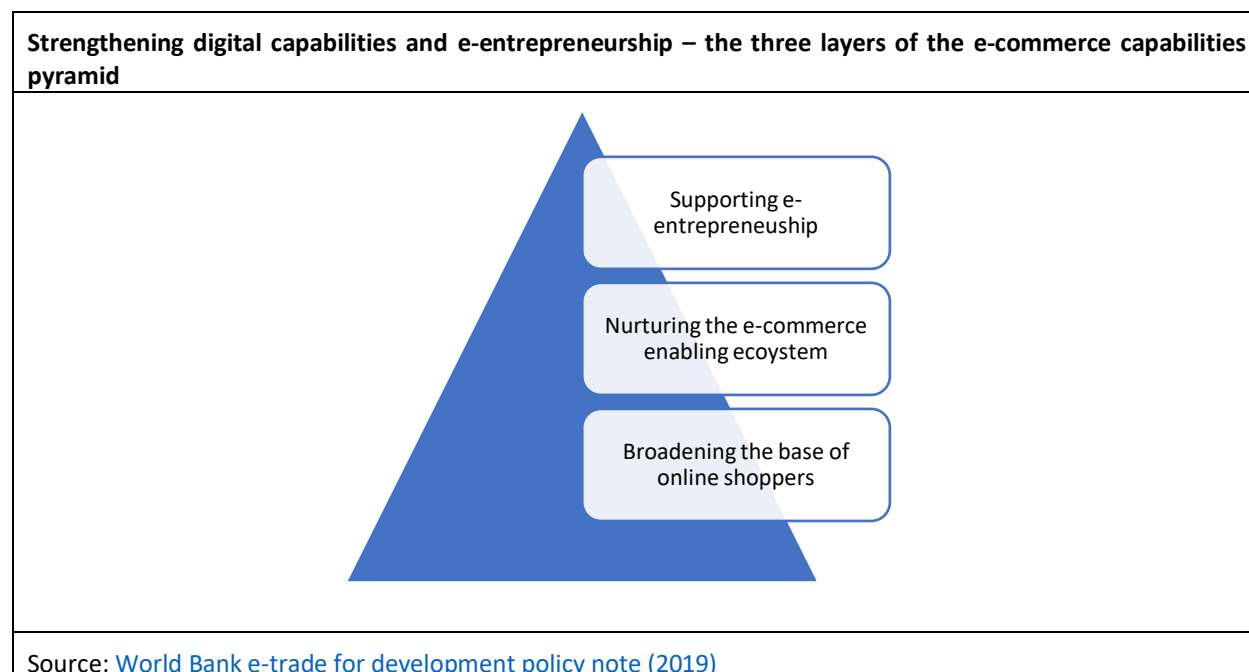 Strengthening digital capabilities and e-entrepreneurship – the three layers of the e-commerce capabilities
pyramid
Supporting e-
entrepreneuship
Nurturing the e-commerce
enabling ecoystem
Broadening the base of
online shoppers
Source: World Bank e-trade for development policy note (2019)